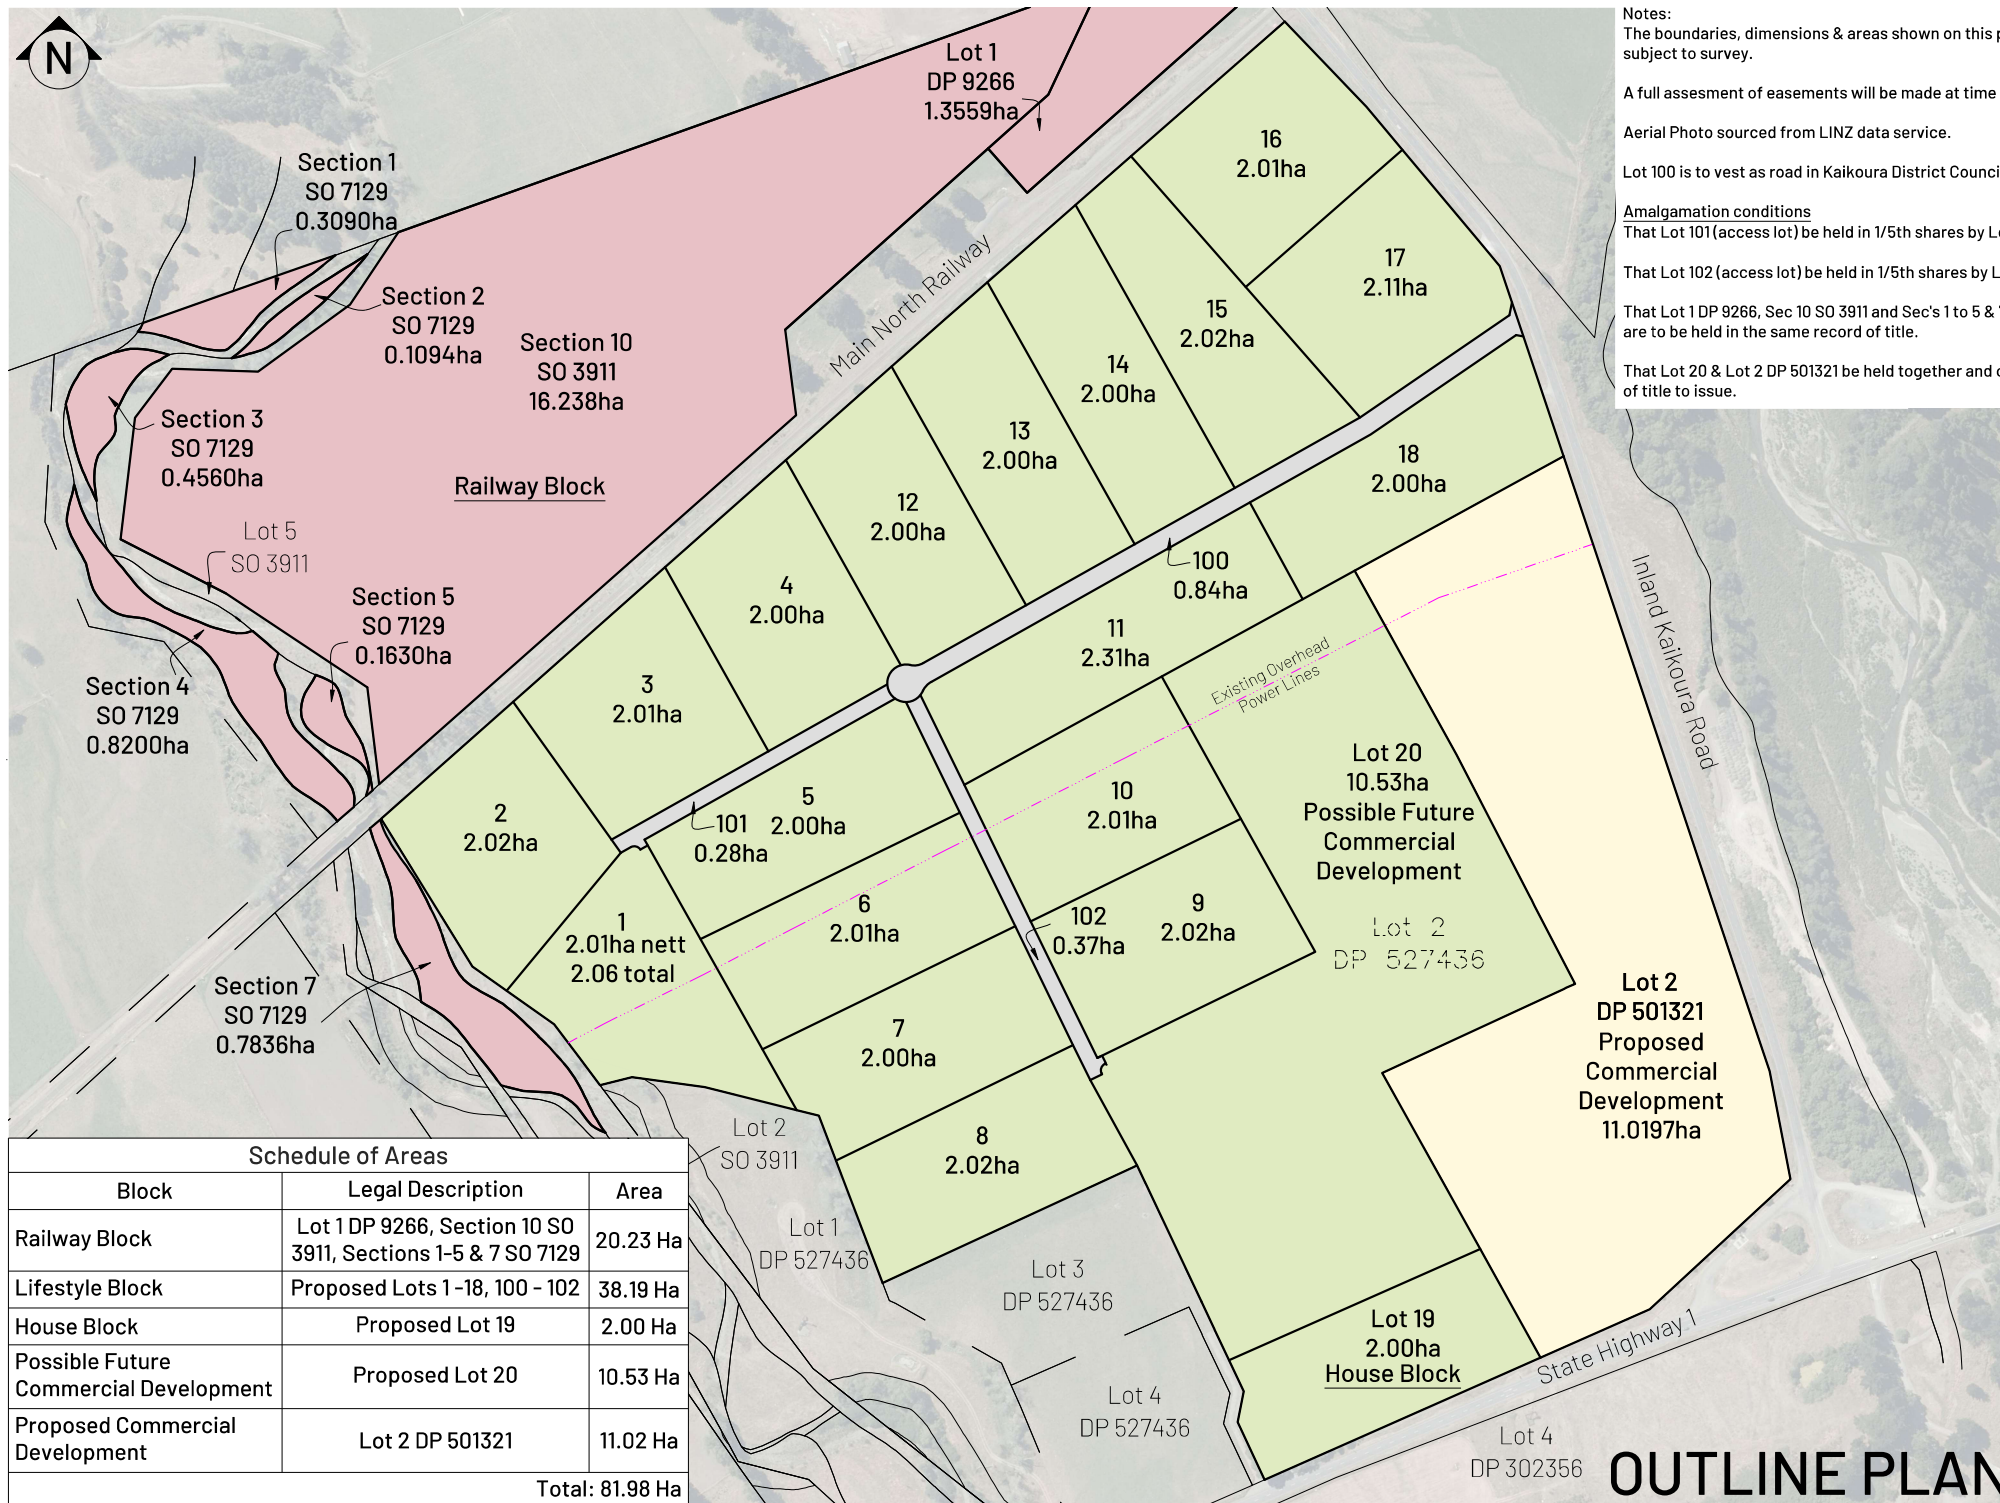 N
Notes:
The boundaries, dimensions & areas shown on this p
subject to survey.
A full assesment of easements will be made at time
Aerial Photo sourced from LINZ data service.
Lot 100 is to vest as road in Kaikoura District Counci
Amalgamation conditions
That Lot 101 (access lot) be held in 1/5th shares by L
That Lot 102 (access lot) be held in 1/5th shares by L
That Lot 1 DP 9266, Sec 10 SO 3911 and Sec's 1 to 5 &
are to be held in the same record of title.
That Lot 20 & Lot 2 DP 501321 be held together and
of title to issue.
Lot 1
DP 9266
1.3559ha
Section 1
SO 7129
0.3090ha
Section 2
SO 7129
0.1094ha
Section 10
SO 3911
16.238ha
Section 3
SO 7129
0.4560ha
Railway Block
Lot 5
SO 3911
Section 5
SO 7129
0.1630ha
Section 4
SO 7129
0.8200ha
Section 7
SO 7129
0.7836ha
Main North Railway
16
2.01ha
17
2.11ha
15
2.02ha
14
2.00ha
13
2.00ha
12
2.00ha
18
2.00ha
4
2.00ha
3
2.01ha
100
0.84ha
11
2.31ha
Existing Overhead
Power Lines
Inland Kaikoura Road
2
2.02ha
101
0.28ha
5
2.00ha
10
2.01ha
Lot 20
10.53ha
Possible Future
Commercial
Development
Lot 2
DP 527436
1
2.01ha nett
2.06 total
6
2.01ha
102
0.37ha
9
2.02ha
7
2.00ha
8
2.02ha
Lot 2
DP 501321
Proposed
Commercial
Development
11.0197ha
Lot 2
SO 3911
Lot 1
DP 527436
Lot 3
DP 527436
Lot 4
DP 527436
Lot 19
2.00ha
House Block
State Highway 1
Lot 4
DP 302356
Schedule of Areas
Block Legal Description Area
Railway Block Lot 1 DP 9266, Section 10 SO 3911, Sections 1-5 & 7 SO 7129 20.23 Ha
Lifestyle Block Proposed Lots 1 -18, 100 - 102 38.19 Ha
House Block Proposed Lot 19 2.00 Ha
Possible Future Commercial Development Proposed Lot 20 10.53 Ha
Proposed Commercial Development Lot 2 DP 501321 11.02 Ha
Total: 81.98 Ha
OUTLINE PLAN